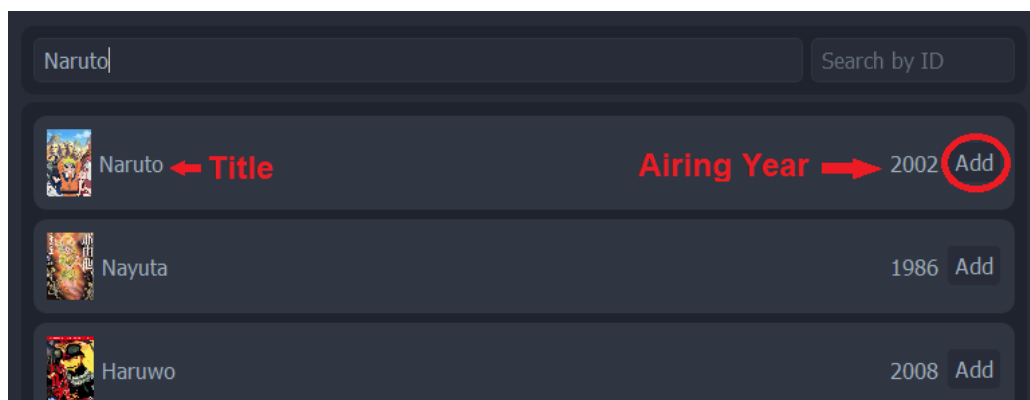 Naruto Search by ID
Naruto Title Airing Year 2002 Add
Nayuta 1986 Add
Haruwo 2008 Add